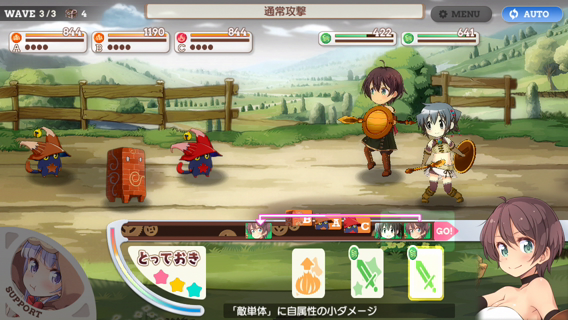 WAVE 3/3
4
通常攻撃
MENU
AUTO
844
1190
844
422
641
A
B
C
B
A
C
GO!
とっておき
SUPPORT
「敵単体」に自属性の小ダメージ